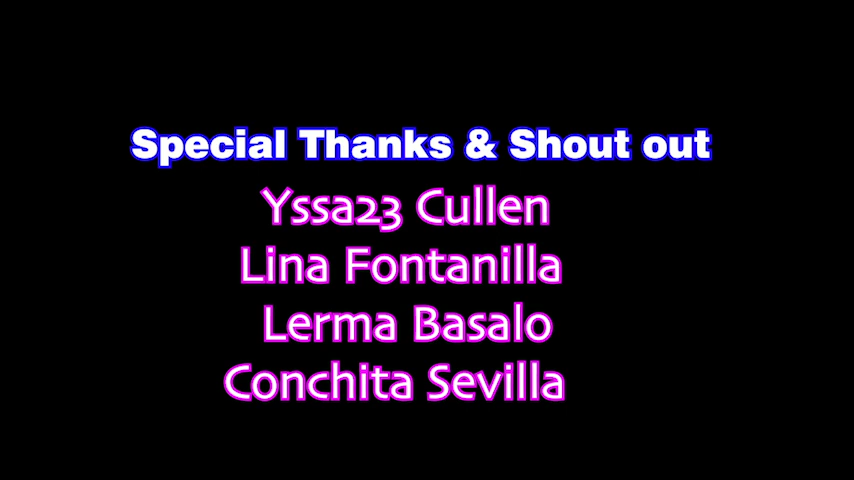 Special Thanks & Shout out
Yssa23 Cullen
Lina Fontanilla
Lerma Basalo
Conchita Sevilla